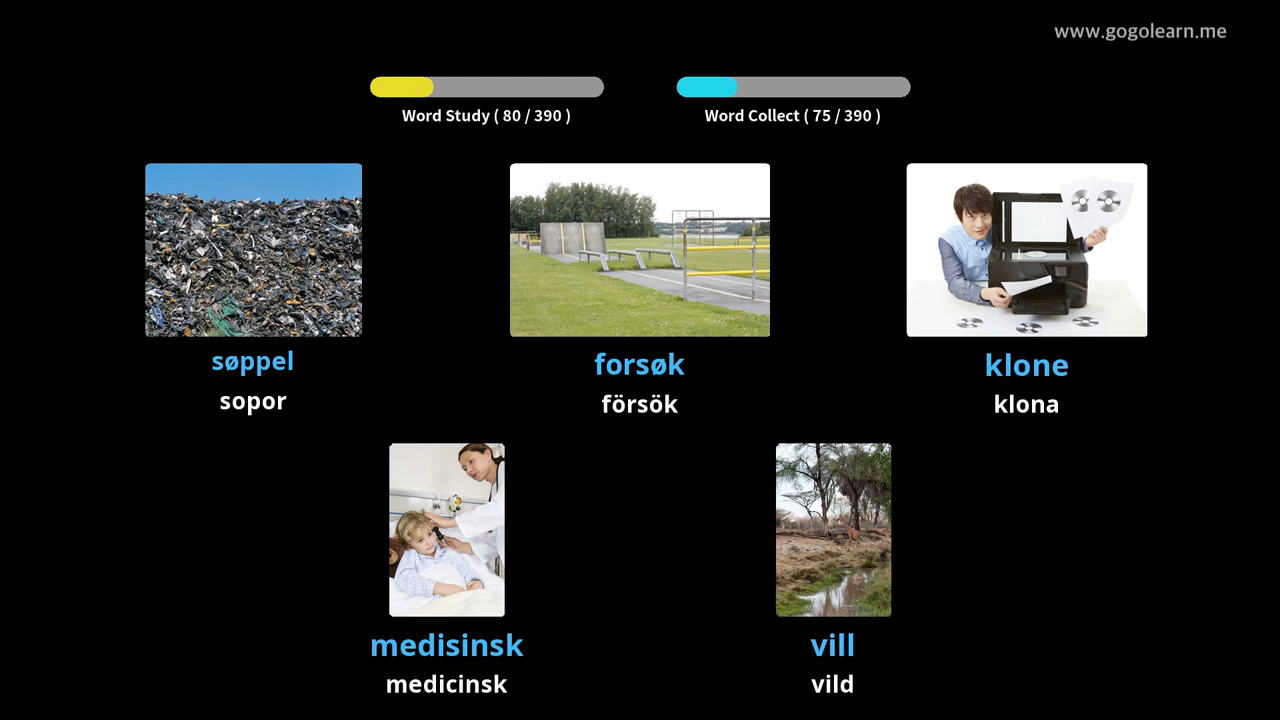 www.gogolearn.me
Word Study ( 80 / 390 )
Word Collect ( 75 / 390 )
søppel
sopor
forsøk
försök
klone
klona
medisinsk
medicinsk
vill
vild